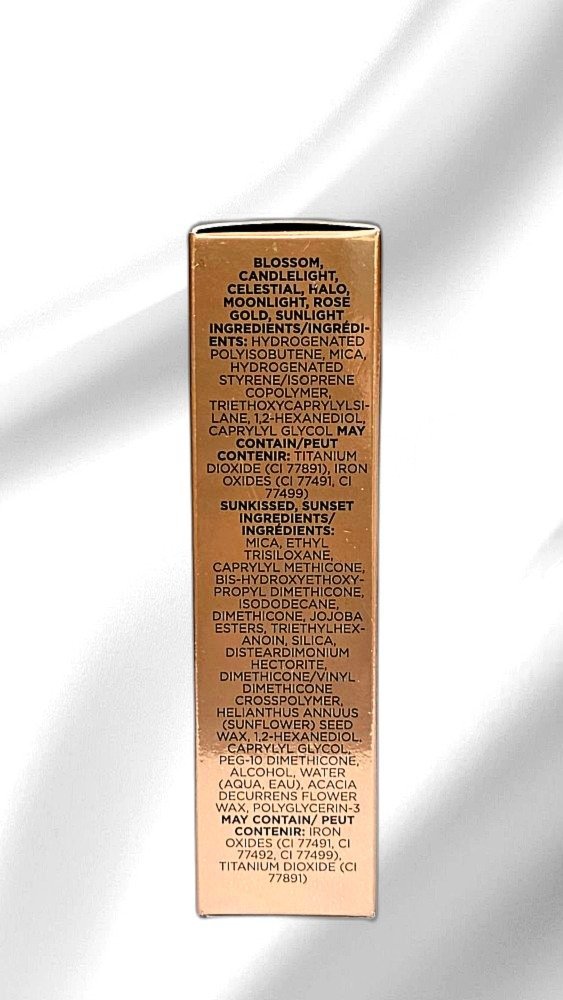 BLOSSOM,
CANDLELIGHT,
CELESTIAL, HALO,
MOONLIGHT, ROSE
GOLD, SUNLIGHT
INGREDIENTS/INGRÉDI-
ENTS: HYDROGENATED
POLYISOBUTENE, MICA,
HYDROGENATED
STYRENE/ISOPRENE
COPOLYMER,
TRIETHOXYCAPRYLYLSI-
LANE, 1,2-HEXANEDIOL,
CAPRYLYL GLYCOL MAY
CONTAIN/PEUT
CONTENIR: TITANIUM
DIOXIDE (CI 77891), IRON
OXIDES (CI 77491, CI
77499)
SUNKISSED, SUNSET
INGREDIENTS/
INGRÉDIENTS:
MICA, ETHYL
TRISILOXANE,
CAPRYLYL METHICONE,
BIS-HYDROXYETHOXY-
PROPYL DIMETHICONE,
ISODODECANE,
DIMETHICONE, JOJOBA
ESTERS, TRIETHYLHEX-
ANOIN, SILICA,
DISTEARDIMONIUM
HECTORITE,
DIMETHICONE/VINYL
DIMETHICONE
CROSSPOLYMER,
HELIANTHUS ANNUUS
(SUNFLOWER) SEED
WAX, 1,2-HEXANEDIOL,
CAPRYLYL GLYCOL,
PEG-10 DIMETHICONE,
ALCOHOL, WATER
(AQUA, EAU), ACACIA
DECURRENS FLOWER
WAX, POLYGLYCERIN-3
MAY CONTAIN/ PEUT
CONTENIR: IRON
OXIDES (CI 77491, CI
77492, CI 77499),
TITANIUM DIOXIDE (CI
77891)